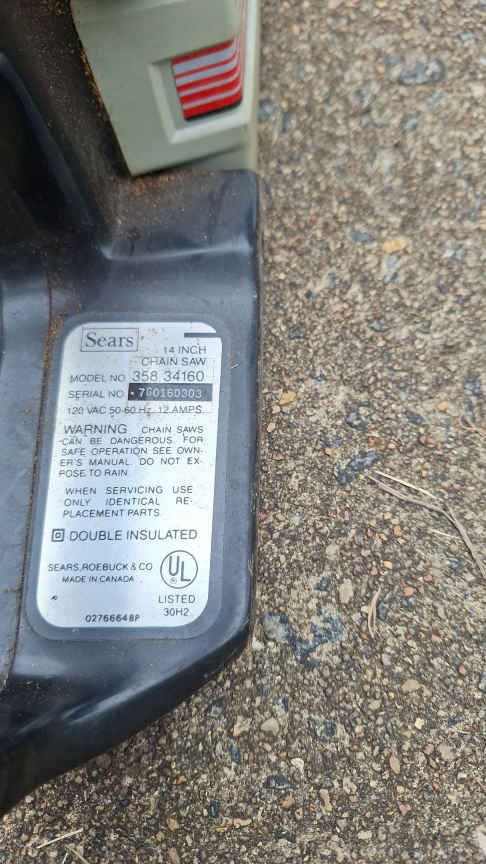 Sears
14 INCH
CHAIN SAW
MODEL NO 358.34160
SERIAL NO • 7G0160303
120 VAC 50-60 Hz 12 AMPS
WARNING CHAIN SAWS
CAN BE DANGEROUS. FOR
SAFE OPERATION SEE OWN-
ER'S MANUAL. DO NOT EX-
POSE TO RAIN.
WHEN SERVICING USE
ONLY IDENTICAL RE-
PLACEMENT PARTS.
DOUBLE INSULATED
SEARS, ROEBUCK & CO
MADE IN CANADA
UL
®
LISTED
30H2
02766648P